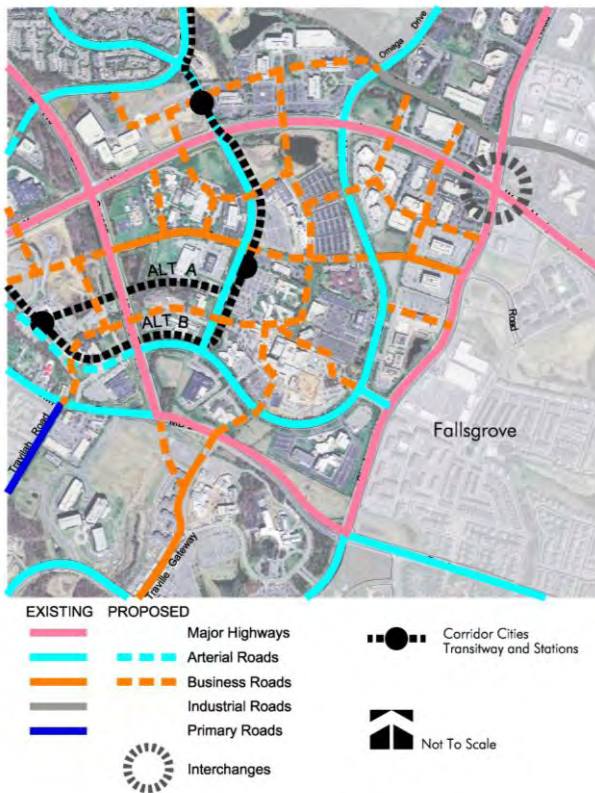 Omega Drive
ALT A
ALT B
Road
Travilah Road
Fallsgrove
Traville Gateway
EXISTING PROPOSED
Major Highways
Arterial Roads
Business Roads
Industrial Roads
Primary Roads
Interchanges
Corridor Cities
Transitway and Stations
Not To Scale